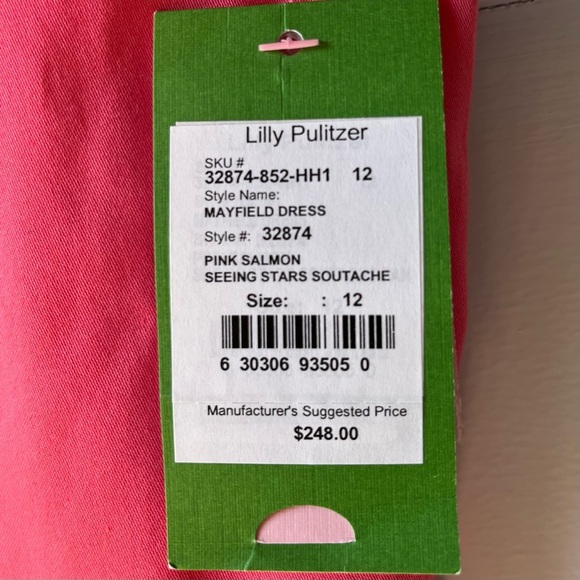 Lilly Pulitzer
SKU #
32874-852-HH1 12
Style Name:
MAYFIELD DRESS
Style #: 32874
PINK SALMON
SEEING STARS SOUTACHE
Size: : 12
6 30306 93505 0
Manufacturer's Suggested Price
$248.00